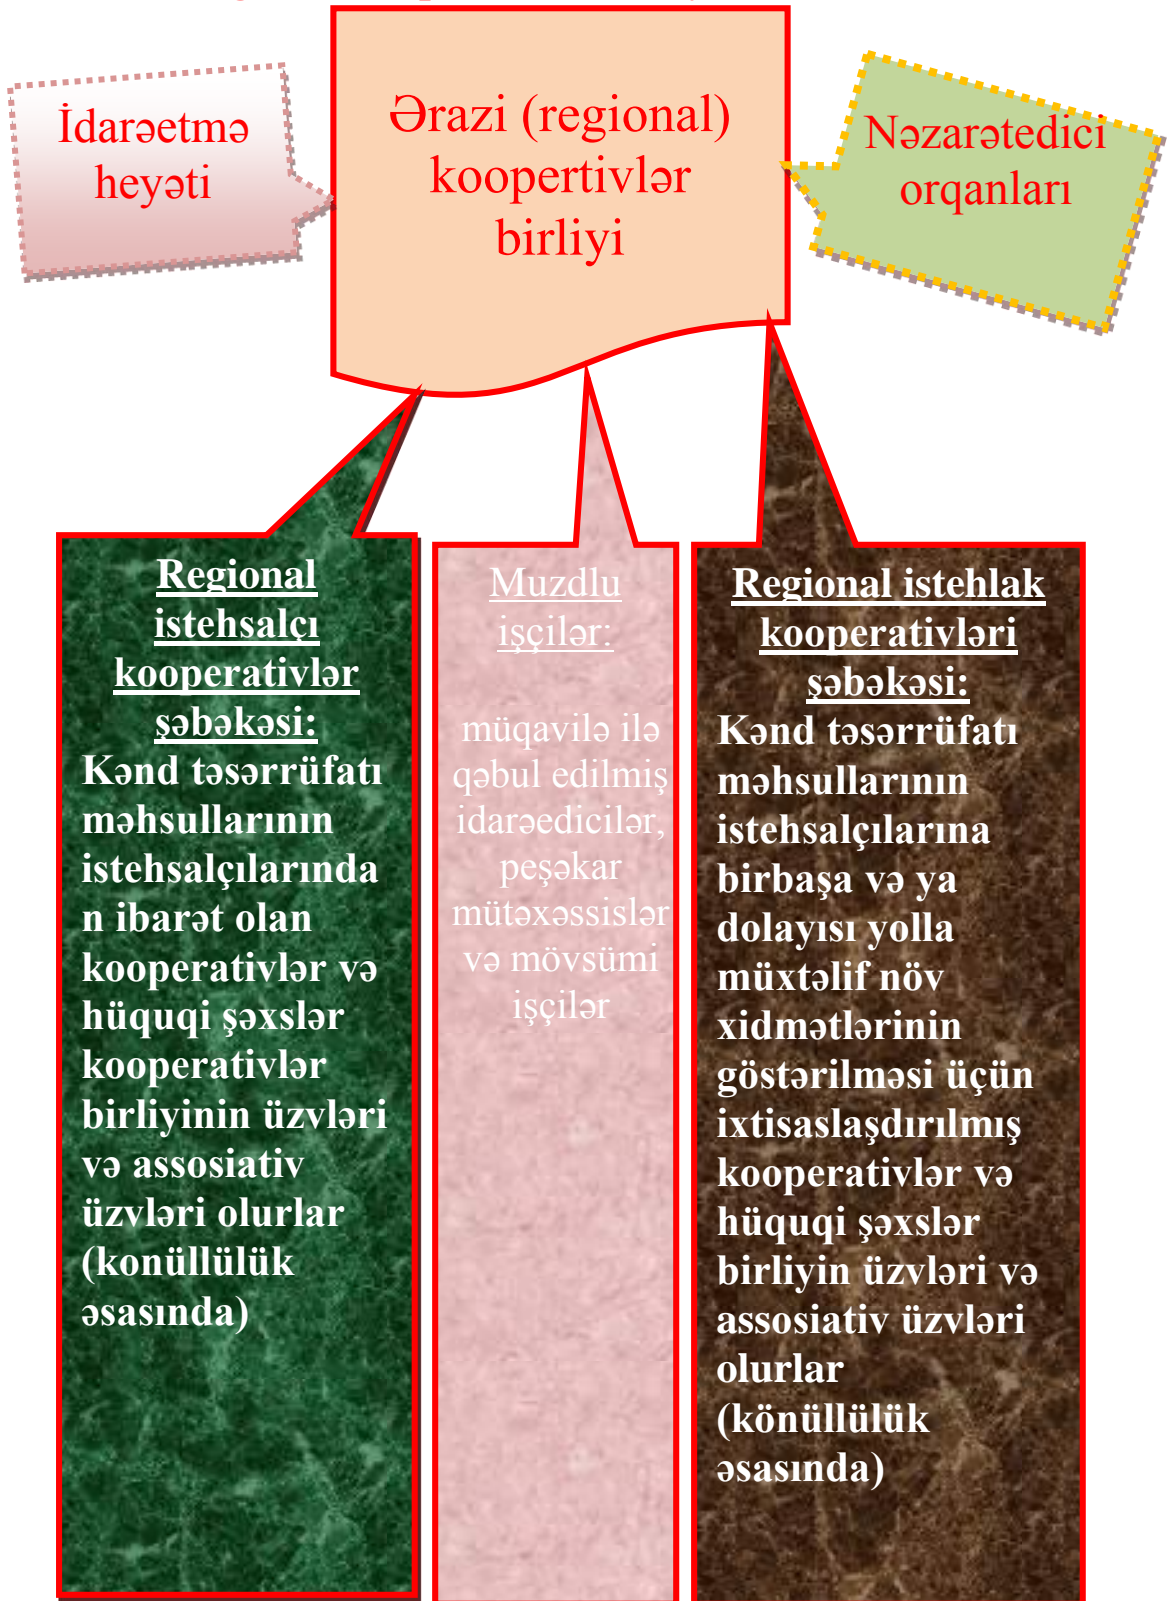 İdarəetmə
heyəti
Ərazi (regional)
koopertivlər
birliyi
Nəzarətedici
orqanları
Regional
istehsalçı
kooperativlər
şəbəkəsi:
Kənd təsərrüfatı
məhsullarının
istehsalçılarında
n ibarət olan
kooperativlər və
hüquqi şəxslər
kooperativlər
birliyinin üzvləri
və assosiativ
üzvləri olurlar
(konüllülük
əsasında)
Muzdlu
işçilər:
müqavilə ilə
qəbul edilmiş
idarəedicilər,
peşəkar
mütəxəssislər
və mövsümi
işçilər
Regional istehlak
kooperativləri
şəbəkəsi:
Kənd təsərrüfatı
məhsullarının
istehsalçılarına
birbaşa və ya
dolayısı yolla
müxtəlif növ
xidmətlərinin
göstərilməsi üçün
ixtisaslaşdırılmış
kooperativlər və
hüquqi şəxslər
birliyin üzvləri və
assosiativ üzvləri
olurlar
(könüllülük
əsasında)